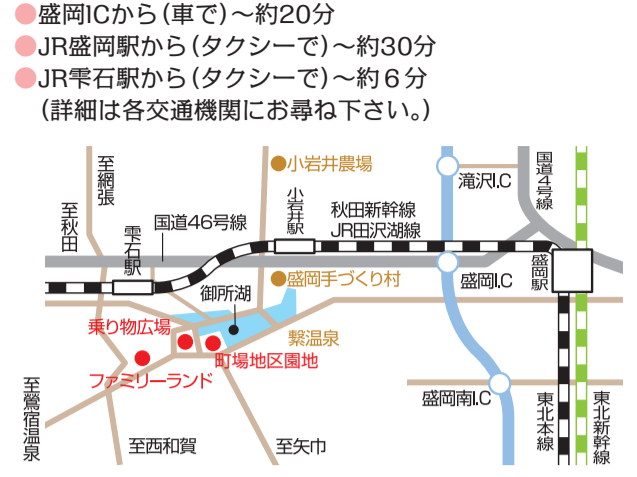 ●盛岡ICから(車で)～約20分
●JR盛岡駅から(タクシーで)～約30分
●JR雫石駅から(タクシーで)～約6分
(詳細は各交通機関にお尋ね下さい。)
至網張
小岩井農場
滝沢I.C
国道4号線
至秋田
雫石駅
国道46号線
小岩井駅
秋田新幹線
JR田沢湖線
盛岡手づくり村
盛岡I.C
盛岡駅
御所湖
乗り物広場
繋温泉
町場地区園地
ファミリーランド
至鶯宿温泉
盛岡南I.C
東北本線
東北新幹線
至西和賀
至矢巾